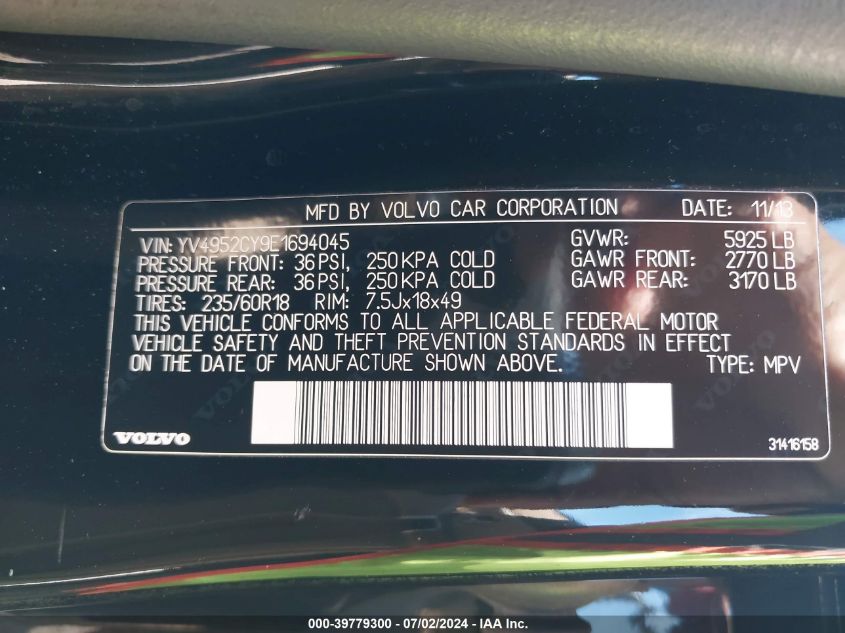 MFD BY VOLVO CAR CORPORATION DATE: 11/13
VIN: YV4952CY9E1694045 GVWR: 5925 LB
PRESSURE FRONT: 36 PSI, 250 KPA COLD GAWR FRONT: 2770 LB
PRESSURE REAR: 36 PSI, 250 KPA COLD GAWR REAR: 3170 LB
TIRES: 235/60R18 RIM: 7.5Jx18x49
THIS VEHICLE CONFORMS TO ALL APPLICABLE FEDERAL MOTOR
VEHICLE SAFETY AND THEFT PREVENTION STANDARDS IN EFFECT
ON THE DATE OF MANUFACTURE SHOWN ABOVE. TYPE: MPV
VOLVO 31416158
000-39779300 - 07/02/2024 - IAA Inc.